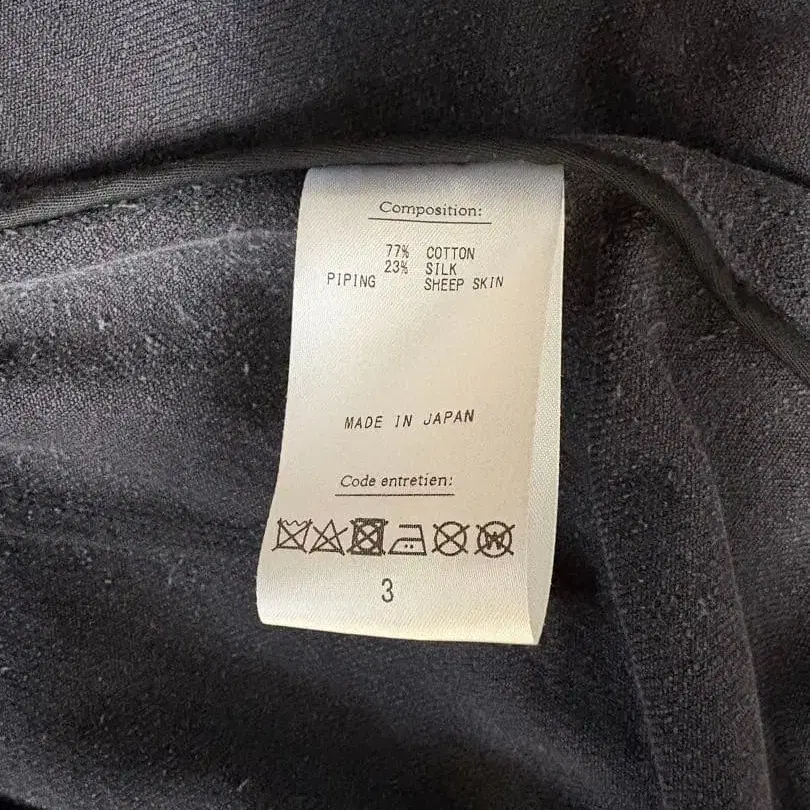 Composition:
77% COTTON
23% SILK
PIPING SHEEP SKIN
MADE IN JAPAN
Code entretien:
3